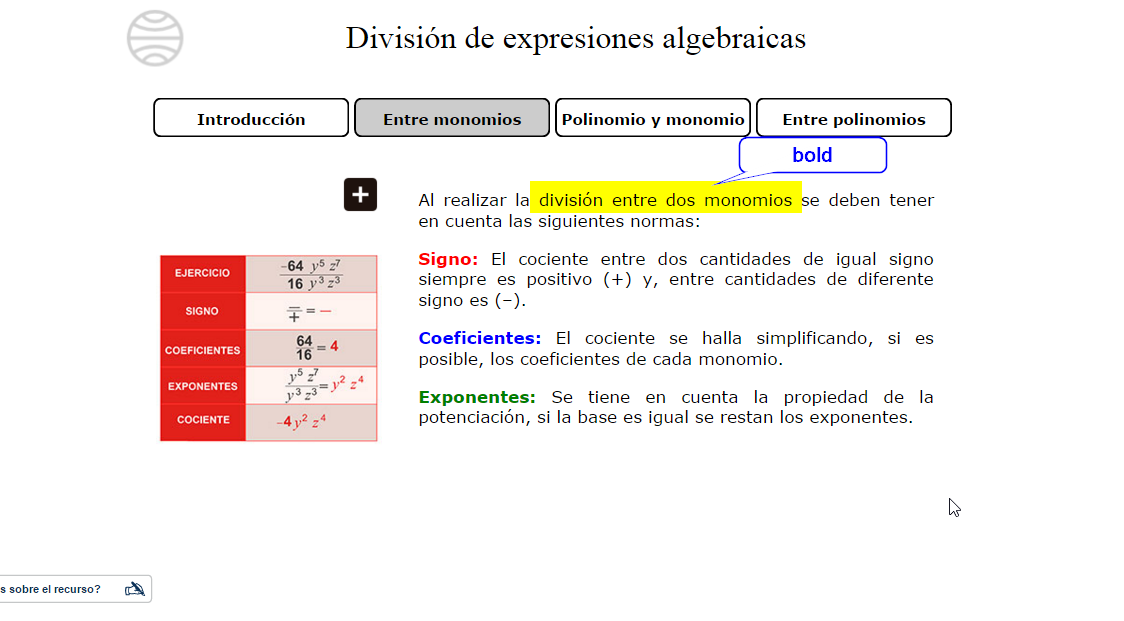 División de expresiones algebraicas
Introducción
Entre monomios
Polinomio y monomio
Entre polinomios
bold
+
Al realizar la división entre dos monomios se deben tener
en cuenta las siguientes normas:
Signo: El cociente entre dos cantidades de igual signo
siempre es positivo (+) y, entre cantidades de diferente
signo es (–).
Coeficientes: El cociente se halla simplificando, si es
posible, los coeficientes de cada monomio.
Exponentes: Se tiene en cuenta la propiedad de la
potenciación, si la base es igual se restan los exponentes.
EJERCICIO
–64 y⁵ z⁷
16 y³ z³
SIGNO
–
+ = –
COEFICIENTES
64
16 = 4
EXPONENTES
y⁵ z⁷
y³ z³ = y² z⁴
COCIENTE
–4 y² z⁴
s sobre el recurso?